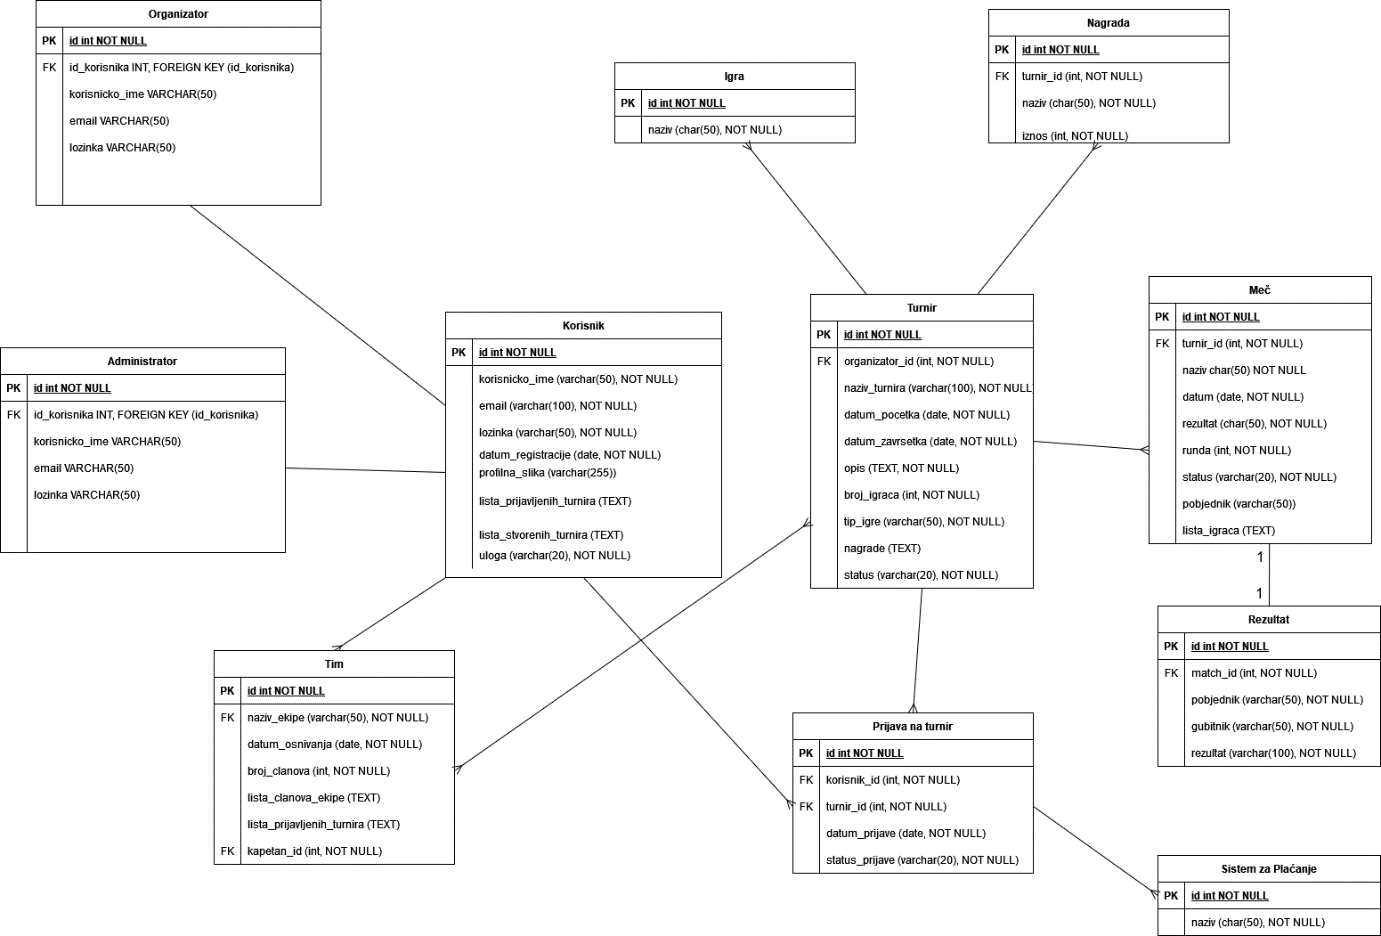 Organizator
PK id int NOT NULL
FK id_korisnika INT, FOREIGN KEY (id_korisnika)
korisnicko_ime VARCHAR(50)
email VARCHAR(50)
lozinka VARCHAR(50)
Igra
PK id int NOT NULL
naziv (char(50), NOT NULL)
Nagrada
PK id int NOT NULL
FK turnir_id (int, NOT NULL)
naziv (char(50), NOT NULL)
iznos (int, NOT NULL)
Administrator
PK id int NOT NULL
FK id_korisnika INT, FOREIGN KEY (id_korisnika)
korisnicko_ime VARCHAR(50)
email VARCHAR(50)
lozinka VARCHAR(50)
Korisnik
PK id int NOT NULL
korisnicko_ime (varchar(50), NOT NULL)
email (varchar(100), NOT NULL)
lozinka (varchar(50), NOT NULL)
datum_registracije (date, NOT NULL)
profilna_slika (varchar(255))
lista_prijavljenih_turnira (TEXT)
lista_stvorenih_turnira (TEXT)
uloga (varchar(20), NOT NULL)
Turnir
PK id int NOT NULL
FK organizator_id (int, NOT NULL)
naziv_turnira (varchar(100), NOT NULL
datum_pocetka (date, NOT NULL)
datum_zavrsetka (date, NOT NULL)
opis (TEXT, NOT NULL)
broj_igraca (int, NOT NULL)
tip_igre (varchar(50), NOT NULL)
nagrade (TEXT)
status (varchar(20), NOT NULL)
Meč
PK id int NOT NULL
FK turnir_id (int, NOT NULL)
naziv char(50) NOT NULL
datum (date, NOT NULL)
rezultat (char(50), NOT NULL)
runda (int, NOT NULL)
status (varchar(20), NOT NULL)
pobjednik (varchar(50))
lista_igraca (TEXT)
1
1
Rezultat
PK id int NOT NULL
FK match_id (int, NOT NULL)
pobjednik (varchar(50), NOT NULL)
gubitnik (varchar(50), NOT NULL)
rezultat (varchar(100), NOT NULL)
Tim
PK id int NOT NULL
FK naziv_ekipe (varchar(50), NOT NULL)
datum_osnivanja (date, NOT NULL)
broj_clanova (int, NOT NULL)
lista_clanova_ekipe (TEXT)
lista_prijavljenih_turnira (TEXT)
FK kapetan_id (int, NOT NULL)
Prijava na turnir
PK id int NOT NULL
FK korisnik_id (int, NOT NULL)
FK turnir_id (int, NOT NULL)
datum_prijave (date, NOT NULL)
status_prijave (varchar(20), NOT NULL)
Sistem za Plaćanje
PK id int NOT NULL
naziv (char(50), NOT NULL)